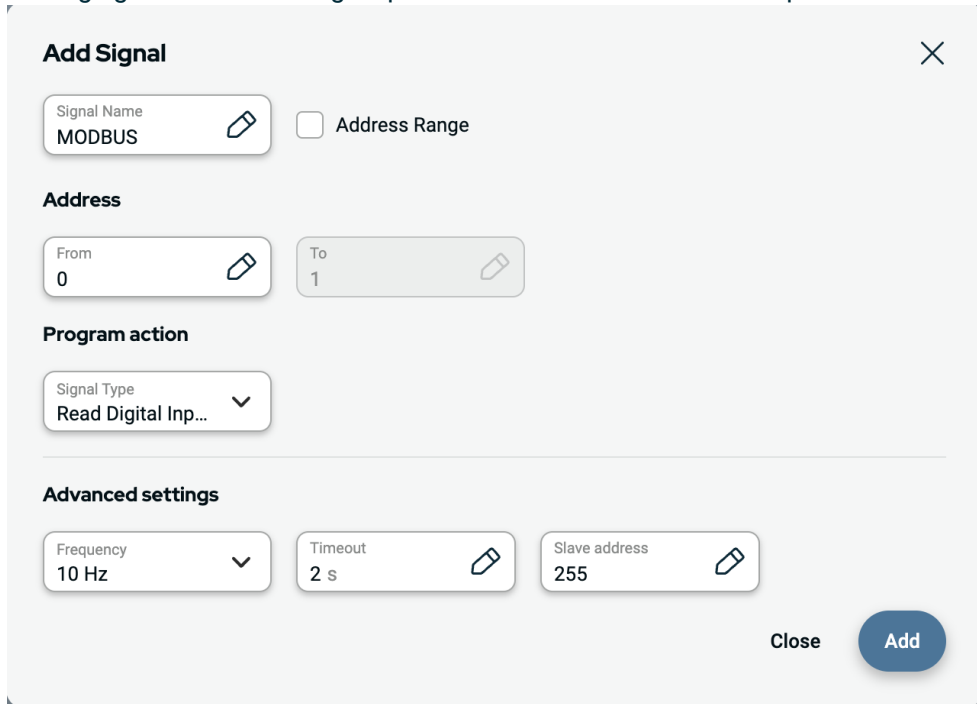 Add Signal
Signal Name
MODBUS
Address Range
Address
From
0
To
1
Program action
Signal Type
Read Digital Inp...
Advanced settings
Frequency
10 Hz
Timeout
2 s
Slave address
255
Close
Add